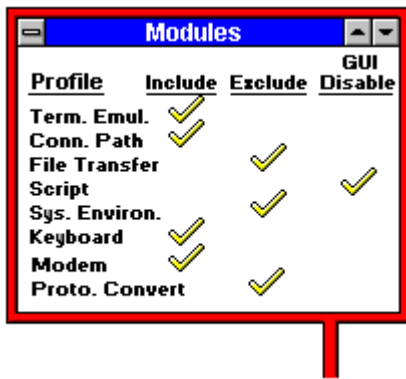 Modules
GUI
Profile Include Exclude Disable
Term. Emul.
Conn. Path
File Transfer
Script
Sys. Environ.
Keyboard
Modem
Proto. Convert